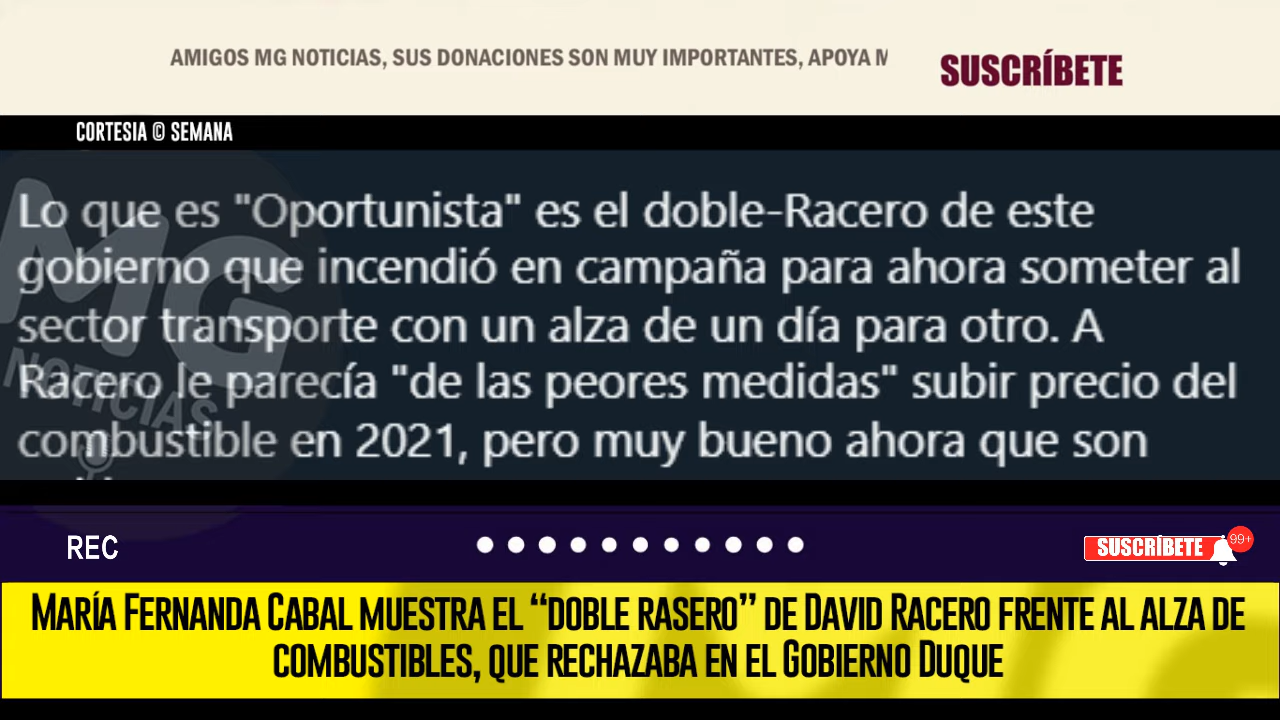 AMIGOS MG NOTICIAS, SUS DONACIONES SON MUY IMPORTANTES, APOYA M
SUSCRÍBETE
CORTESIA © SEMANA
Lo que es "Oportunista" es el doble-Racero de este
gobierno que incendió en campaña para ahora someter al
sector transporte con un alza de un día para otro. A
Racero le parecía "de las peores medidas" subir precio del
combustible en 2021, pero muy bueno ahora que son
MG
NOTICIAS
REC
SUSCRÍBETE
99+
MARÍA FERNANDA CABAL MUESTRA EL “DOBLE RASERO” DE DAVID RACERO FRENTE AL ALZA DE
COMBUSTIBLES, QUE RECHAZABA EN EL GOBIERNO DUQUE